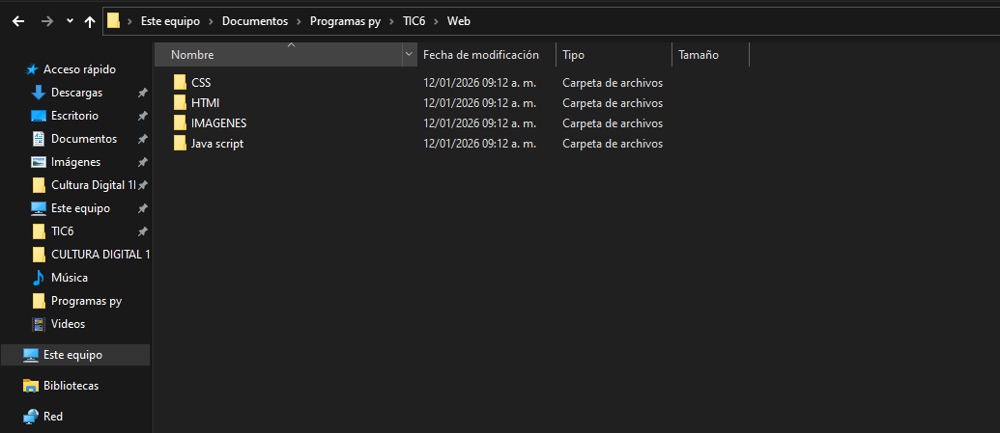 Este equipo > Documentos > Programas py > TIC6 > Web
Nombre Fecha de modificación Tipo Tamaño
CSS 12/01/2026 09:12 a. m. Carpeta de archivos
HTMl 12/01/2026 09:12 a. m. Carpeta de archivos
IMAGENES 12/01/2026 09:12 a. m. Carpeta de archivos
Java script 12/01/2026 09:12 a. m. Carpeta de archivos
Acceso rápido
Descargas
Escritorio
Documentos
Imágenes
Cultura Digital 1
Este equipo
TIC6
CULTURA DIGITAL 1
Música
Programas py
Videos
Este equipo
Bibliotecas
Red